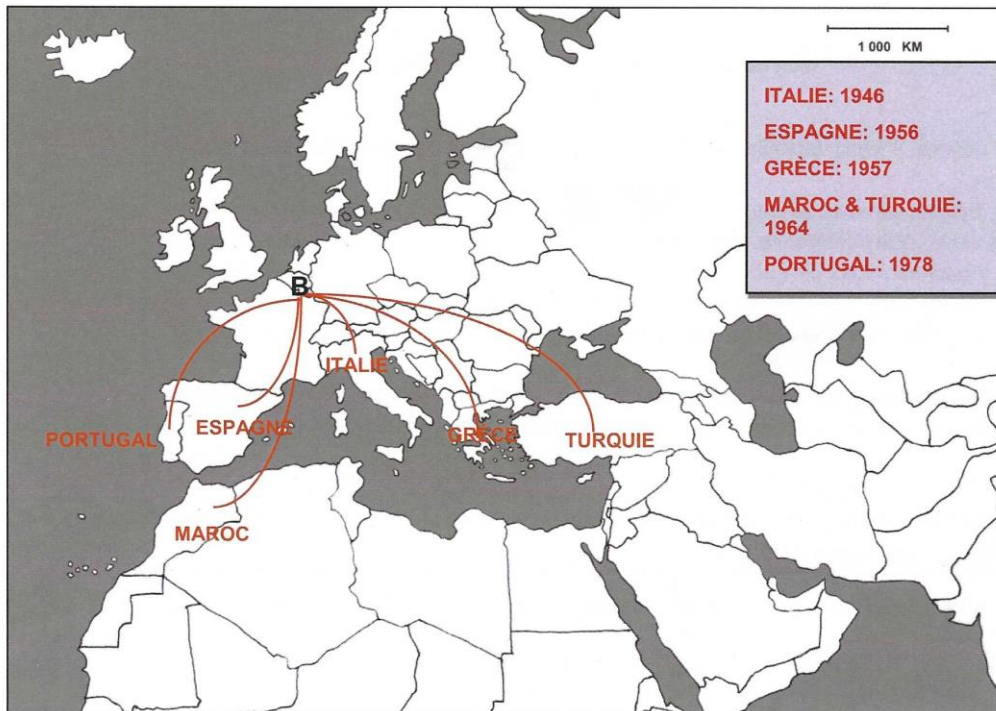 1 000 KM
ITALIE: 1946
ESPAGNE: 1956
GRÈCE: 1957
MAROC & TURQUIE:
1964
PORTUGAL: 1978
B
ITALIE
PORTUGAL
ESPAGNE
GRÈCE
TURQUIE
MAROC